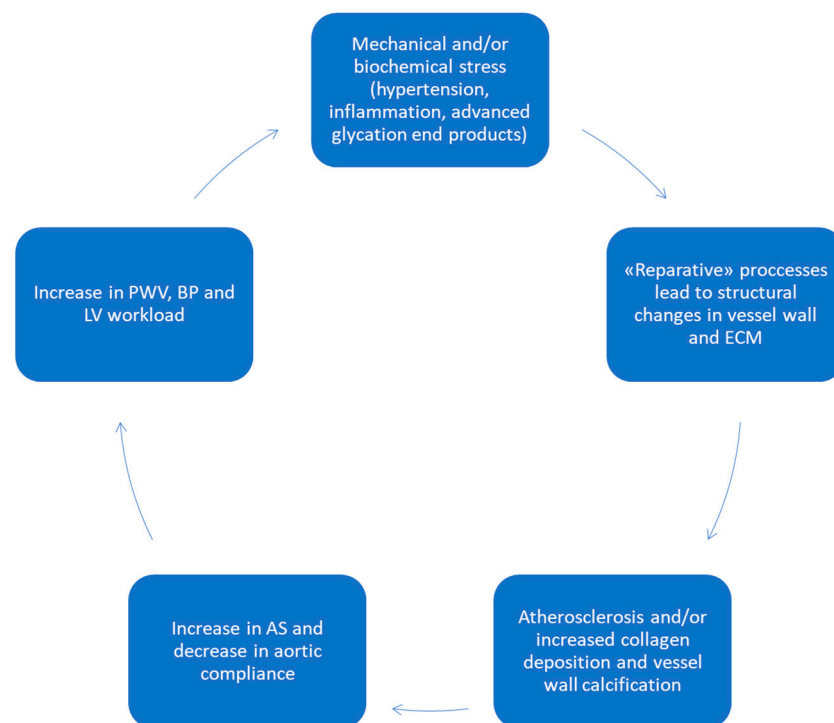 Mechanical and/or
biochemical stress
(hypertension,
inflammation, advanced
glycation end products)
«Reparative» proccesses
lead to structural
changes in vessel wall
and ECM
Atherosclerosis and/or
increased collagen
deposition and vessel
wall calcification
Increase in AS and
decrease in aortic
compliance
Increase in PWV, BP and
LV workload